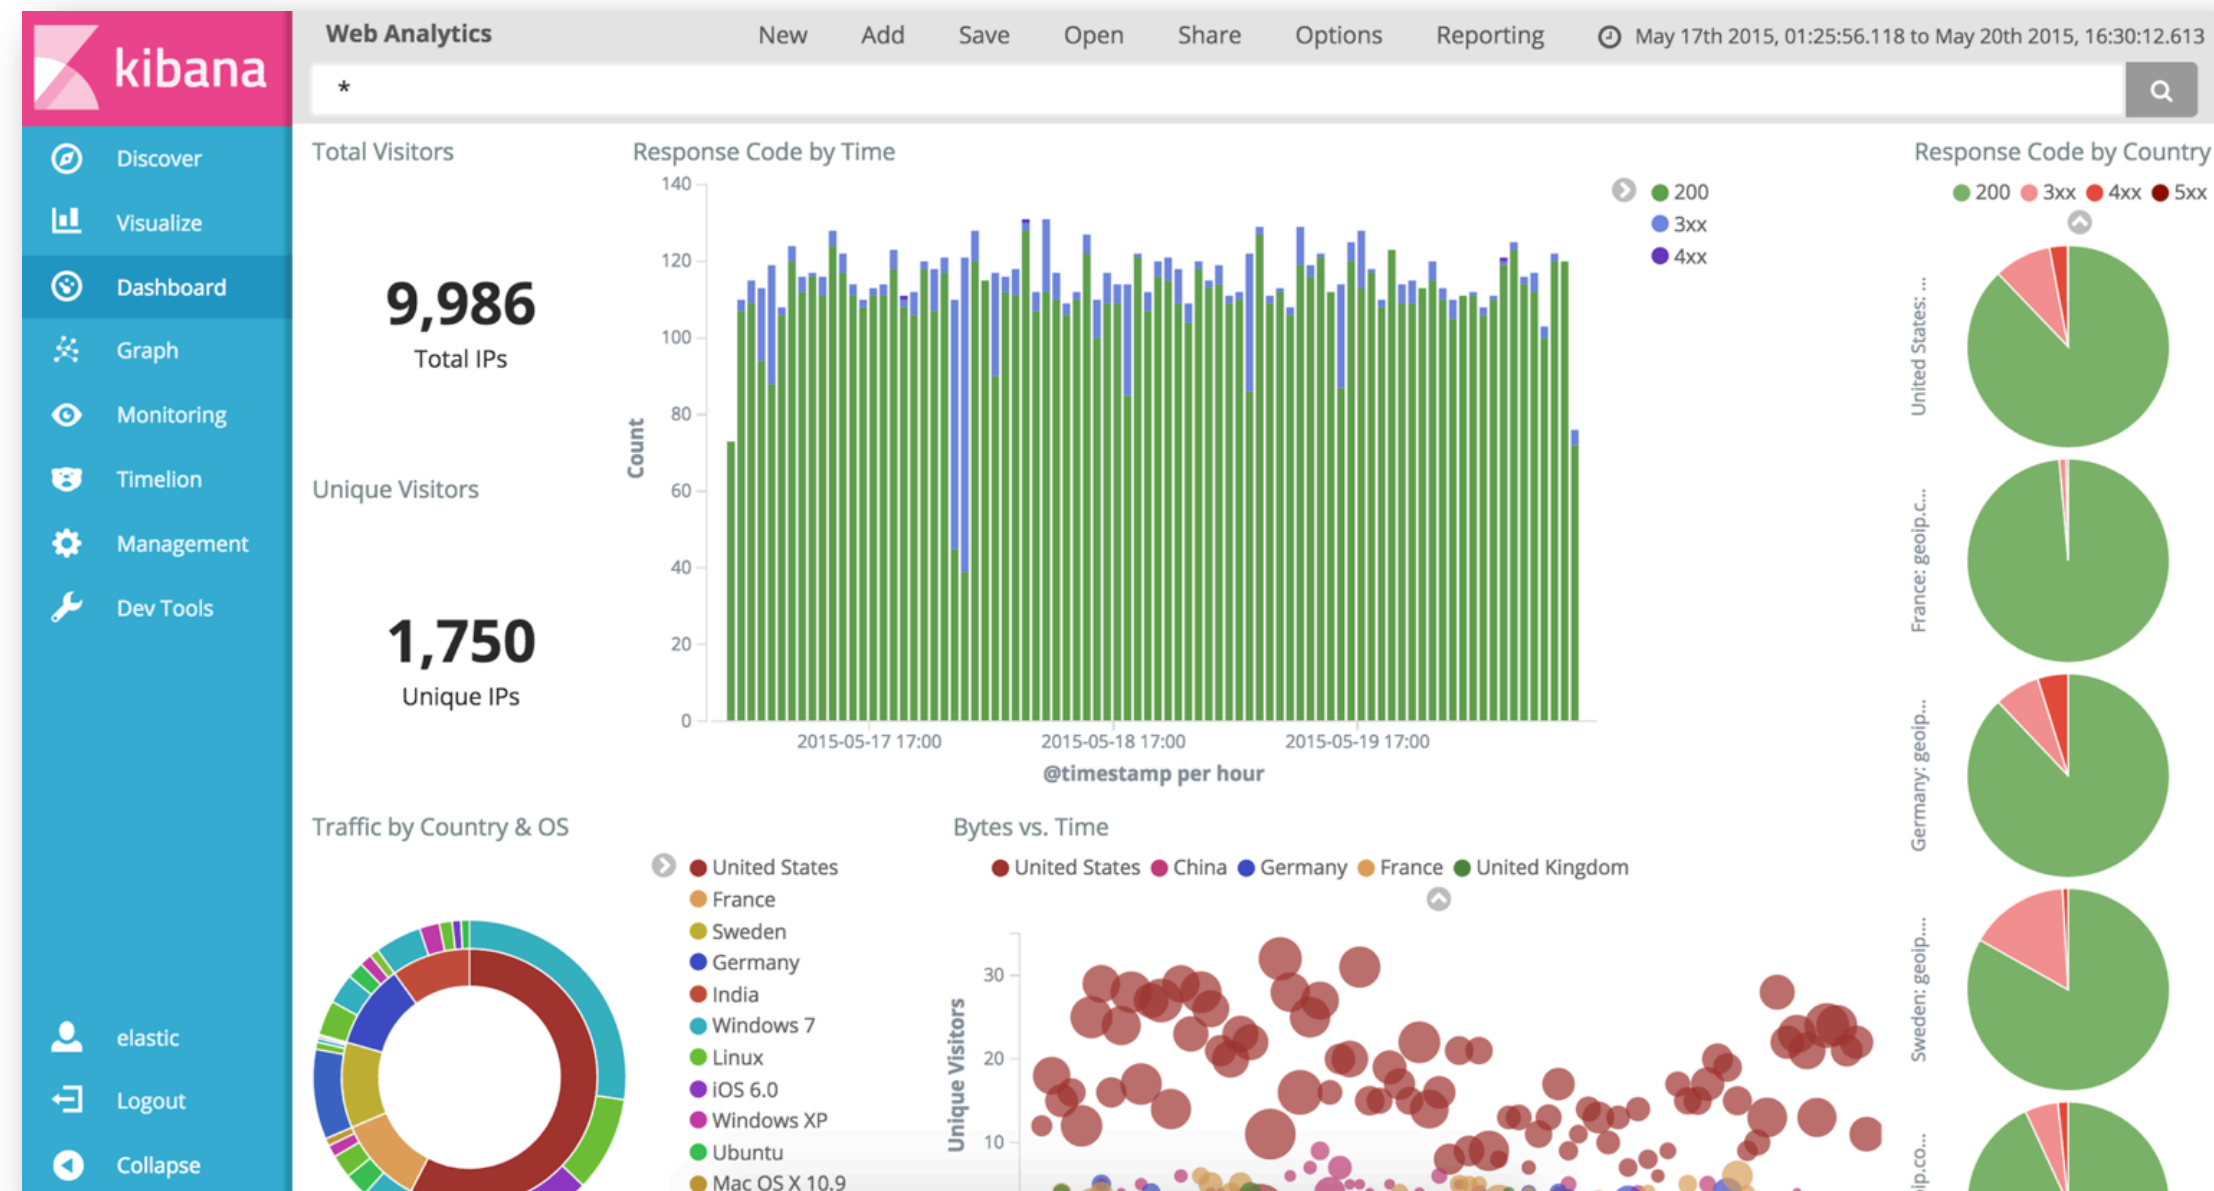 kibana
Discover
Visualize
Dashboard
Graph
Monitoring
Timelion
Management
Dev Tools
elastic
Logout
Collapse
Web Analytics
New Add Save Open Share Options Reporting May 17th 2015, 01:25:56.118 to May 20th 2015, 16:30:12.613
*
Total Visitors
9,986
Total IPs
Unique Visitors
1,750
Unique IPs
Response Code by Time
140
120
100
80
60
40
20
0
Count
2015-05-17 17:00 2015-05-18 17:00 2015-05-19 17:00
@timestamp per hour
200
3xx
4xx
Response Code by Country
200 3xx 4xx 5xx
United States: ...
France: geoip.c...
Germany: geoip...
Sweden: geoip....
ip.co...
Traffic by Country & OS
United States
France
Sweden
Germany
India
Windows 7
Linux
iOS 6.0
Windows XP
Ubuntu
Mac OS X 10.9
Bytes vs. Time
United States China Germany France United Kingdom
30
20
10
Unique Visitors